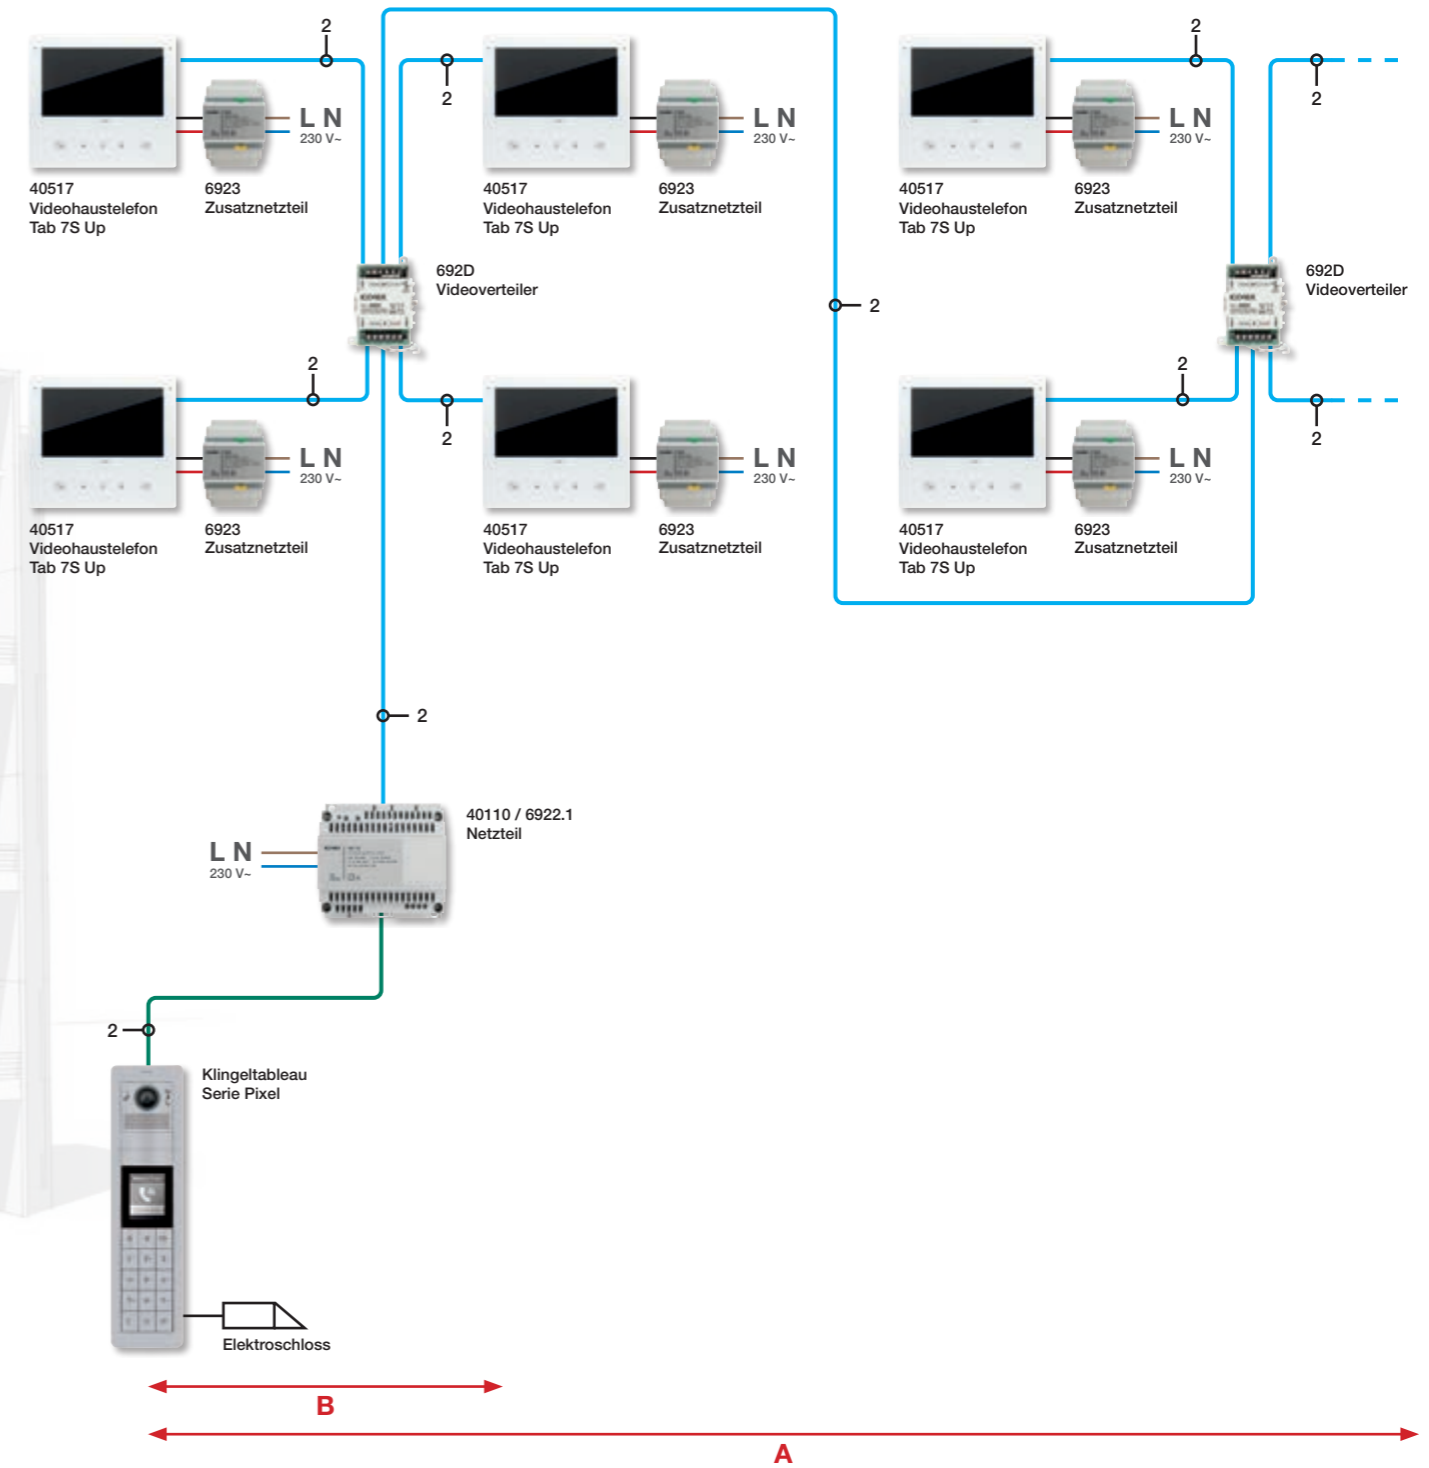 2
2
2
2
L N
230 V~
L N
230 V~
L N
230 V~
40517
Videohaustelefon
Tab 7S Up
6923
Zusatznetzteil
40517
Videohaustelefon
Tab 7S Up
6923
Zusatznetzteil
40517
Videohaustelefon
Tab 7S Up
6923
Zusatznetzteil
692D
Videoverteiler
692D
Videoverteiler
2
2
2
2
2
L N
230 V~
L N
230 V~
L N
230 V~
40517
Videohaustelefon
Tab 7S Up
6923
Zusatznetzteil
40517
Videohaustelefon
Tab 7S Up
6923
Zusatznetzteil
40517
Videohaustelefon
Tab 7S Up
6923
Zusatznetzteil
2
40110 / 6922.1
Netzteil
L N
230 V~
2
Klingeltableau
Serie Pixel
Elektroschloss
B
A